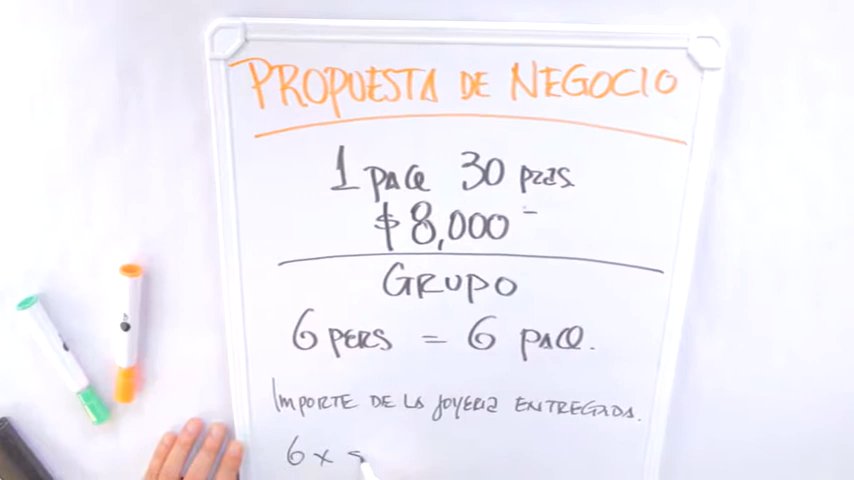 PROPUESTA DE NEGOCIO
1 PAQ 30 PZAS
$8,000
GRUPO
6 PERS = 6 PAQ.
IMPORTE DE LA JOYERIA ENTREGADA.
6 x